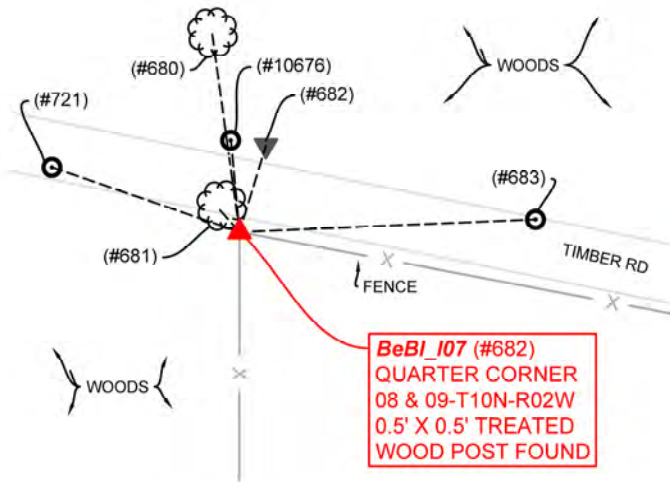 (#680)
(#10676)
WOODS
(#721)
(#682)
(#683)
(#681)
TIMBER RD
FENCE
X
X
X
WOODS
BeBI_I07 (#682)
QUARTER CORNER
08 & 09-T10N-R02W
0.5' X 0.5' TREATED
WOOD POST FOUND